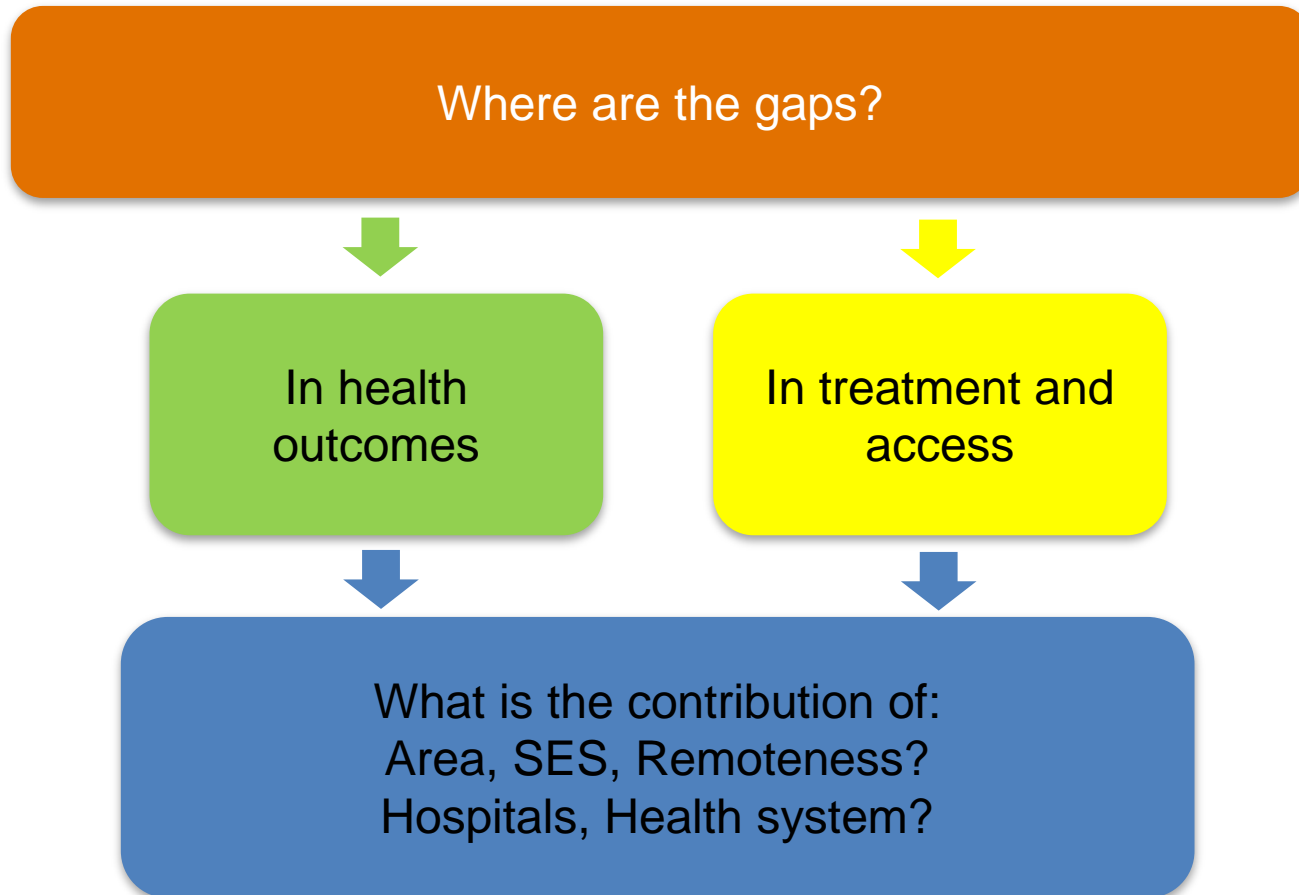 Where are the gaps?
In health
outcomes
In treatment and
access
What is the contribution of:
Area, SES, Remoteness?
Hospitals, Health system?